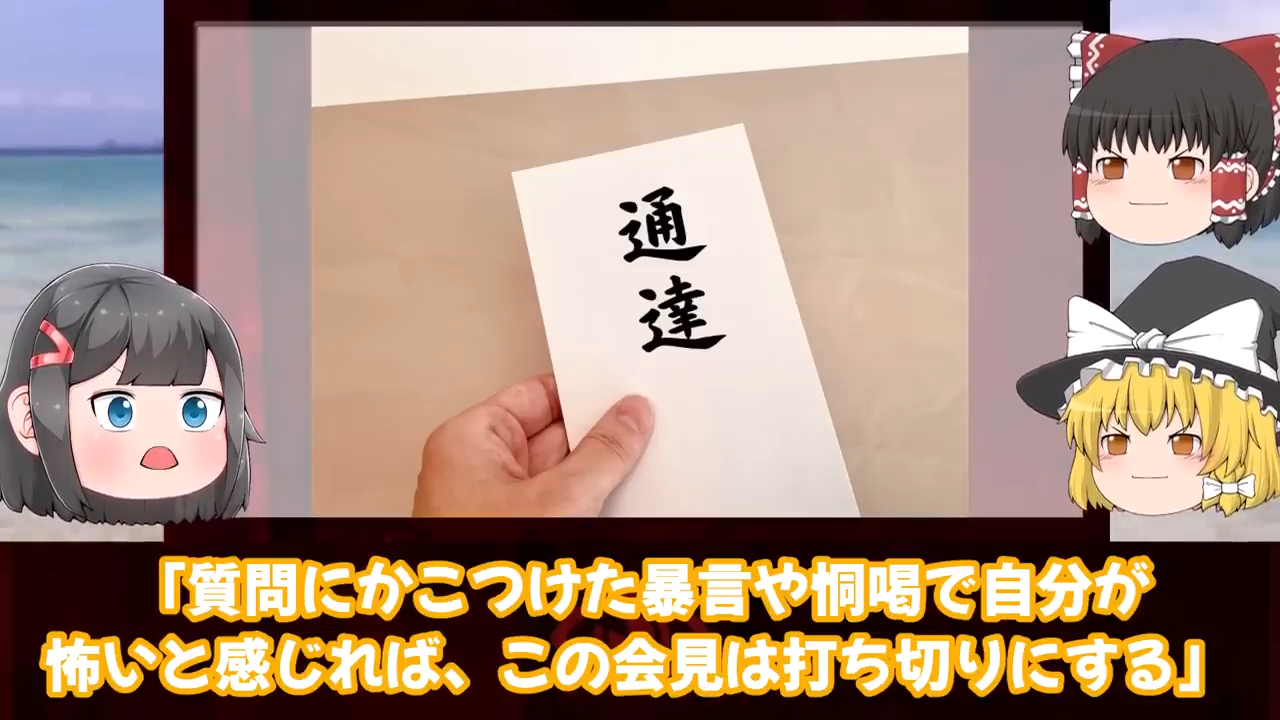 通達
「質問にかこつけた暴言や恫喝で自分が
怖いと感じれば、この会見は打ち切りにする」